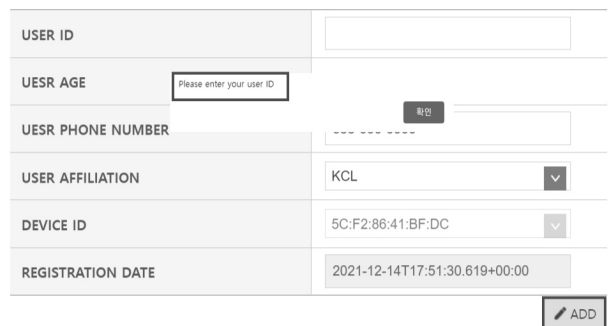 USER ID
UESR AGE
Please enter your user ID
확인
UESR PHONE NUMBER
USER AFFILIATION
KCL
DEVICE ID
5C:F2:86:41:BF:DC
REGISTRATION DATE
2021-12-14T17:51:30.619+00:00
ADD